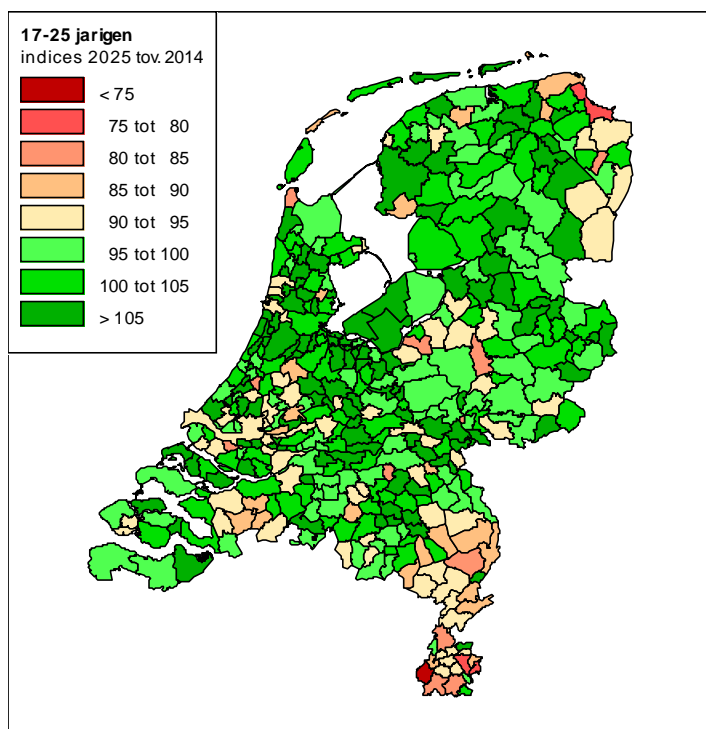 17-25 jarigen
indices 2025 tov. 2014
< 75
75 tot 80
80 tot 85
85 tot 90
90 tot 95
95 tot 100
100 tot 105
> 105